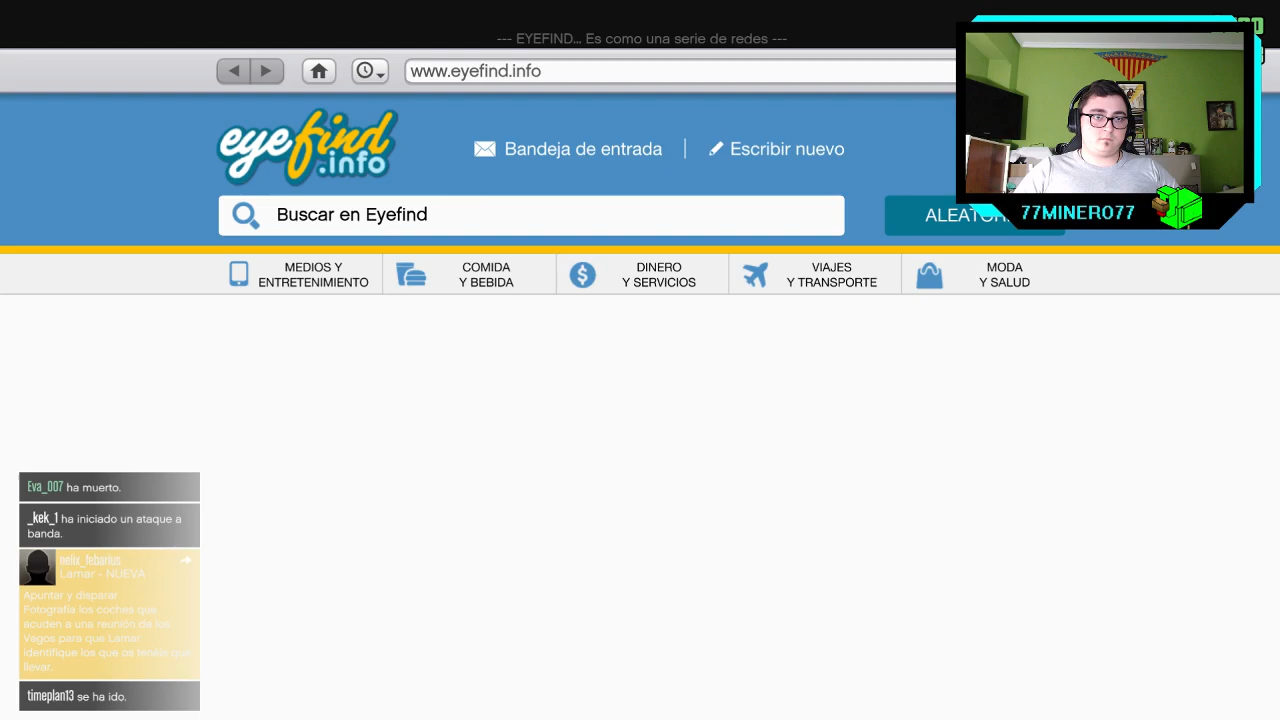 --- EYEFIND... Es como una serie de redes ---
www.eyefind.info
eyefind
.info
Bandeja de entrada
Escribir nuevo
Buscar en Eyefind
77MINERO77
MEDIOS Y
ENTRETENIMIENTO
COMIDA
Y BEBIDA
DINERO
Y SERVICIOS
VIAJES
Y TRANSPORTE
MODA
Y SALUD
Eva_007 ha muerto.
_kek_1 ha iniciado un ataque a
banda.
nelix_febarius
Lamar - NUEVA
Apuntar y disparar
Fotografía los coches que
acuden a una reunión de los
Vagos para que Lamar
identifique los que os tenéis que
llevar.
timeplan13 se ha ido.